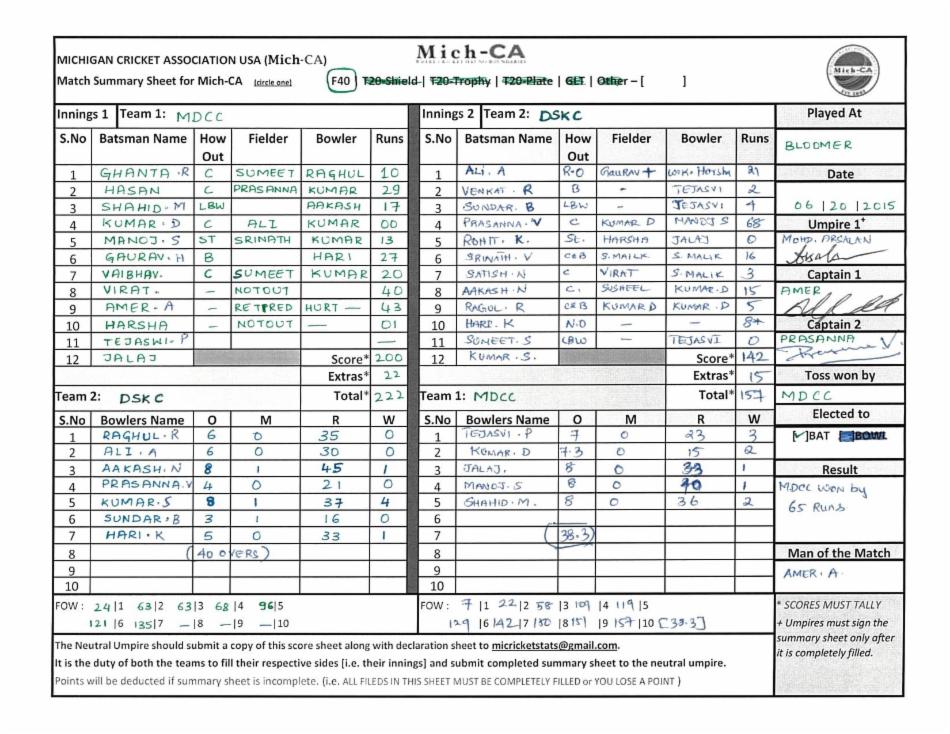 Mich-CA
MICHIGAN CRICKET ASSOCIATION USA (Mich-CA)
Match Summary Sheet for Mich-CA (circle one) F40 | T20-Shield | T20-Trophy | T20-Plate | GLT | Other – [ ]
Mich-CA
Innings 1 Team 1: MDCC
S.No Batsman Name How Out Fielder Bowler Runs
1 GHANTA . R C SUMEET RAGHUL 10
2 HASAN C PRASANNA KUMAR 29
3 SHAHID - M LBW AAKASH 17
4 KUMAR . D C ALI KUMAR 00
5 MANOJ . S ST SRINATH KUMAR 13
6 GAURAV . H B HARI 27
7 VAIBHAV. C SUMEET KUMAR 20
8 VIRAT . – NOTOUT 40
9 AMER - A – RETIRED HURT — 43
10 HARSHA – NOTOUT — 01
11 TEJASWI - P —
12 JALAJ Score* 200
Extras* 22
Team 2: DSKC Total* 222
S.No Bowlers Name O M R W
1 RAGHUL . R 6 0 35 0
2 ALI . A 6 0 30 0
3 AAKASH . N 8 1 45 1
4 PRASANNA.V 4 0 21 0
5 KUMAR . S 8 1 37 4
6 SUNDAR . B 3 1 16 0
7 HARI . K 5 0 33 1
8 (40 OVERS)
9
10
FOW : 24|1 63|2 63|3 68|4 96|5
121|6 135|7 –|8 –|9 –|10
Innings 2 Team 2: DSKC
S.No Batsman Name How Out Fielder Bowler Runs
1 ALI . A R.O GAURAV + 21
2 VENKAT . R B - TEJASVI 2
3 SUNDAR. B LBW - TEJASVI 4
4 PRASANNA . V C KUMAR D MANOJ S 68
5 ROHIT . K. St. HARSHA JALAJ 0
6 SRINATH . V C&B S. MALIK S. MALIK 16
7 SATISH . N C VIRAT S. MALIK 3
8 AAKASH . N C. SUSHEEL KUMAR.D 15
9 RAGUL . R C&B KUMAR D KUMAR . D 5
10 HARI . K N.O – – 8*
11 SUMEET. S LBW – TEJASVI 0
12 KUMAR . S. Score* 142
Extras* 15
Team 1: MDCC Total* 157
S.No Bowlers Name O M R W
1 TEJASVI . P 7 0 23 3
2 KUMAR. D 7.3 0 15 2
3 JALAJ. 8 0 39 1
4 MANOJ. S 8 0 40 1
5 SHAHID . M. 8 0 36 2
6
7 (38.3)
8
9
10
FOW : 7 |1 22|2 58 |3 109 |4 119 |5
129 |6 142|7 150 |8 151 |9 157 |10 [38.3]
Played At
BLOOMER
Date
06 | 20 | 2015
Umpire 1+
MOHD. ARSALAN
Captain 1
AMER
Captain 2
PRASANNA
Toss won by
MDCC
Elected to
[✓]BAT BOWL
Result
MDCC won by
65 Runs
Man of the Match
AMER . A.
* SCORES MUST TALLY
+ Umpires must sign the
summary sheet only after
it is completely filled.
The Neutral Umpire should submit a copy of this score sheet along with declaration sheet to micricketstats@gmail.com.
It is the duty of both the teams to fill their respective sides [i.e. their innings] and submit completed summary sheet to the neutral umpire.
Points will be deducted if summary sheet is incomplete. (i.e. ALL FILEDS IN THIS SHEET MUST BE COMPLETELY FILLED or YOU LOSE A POINT )